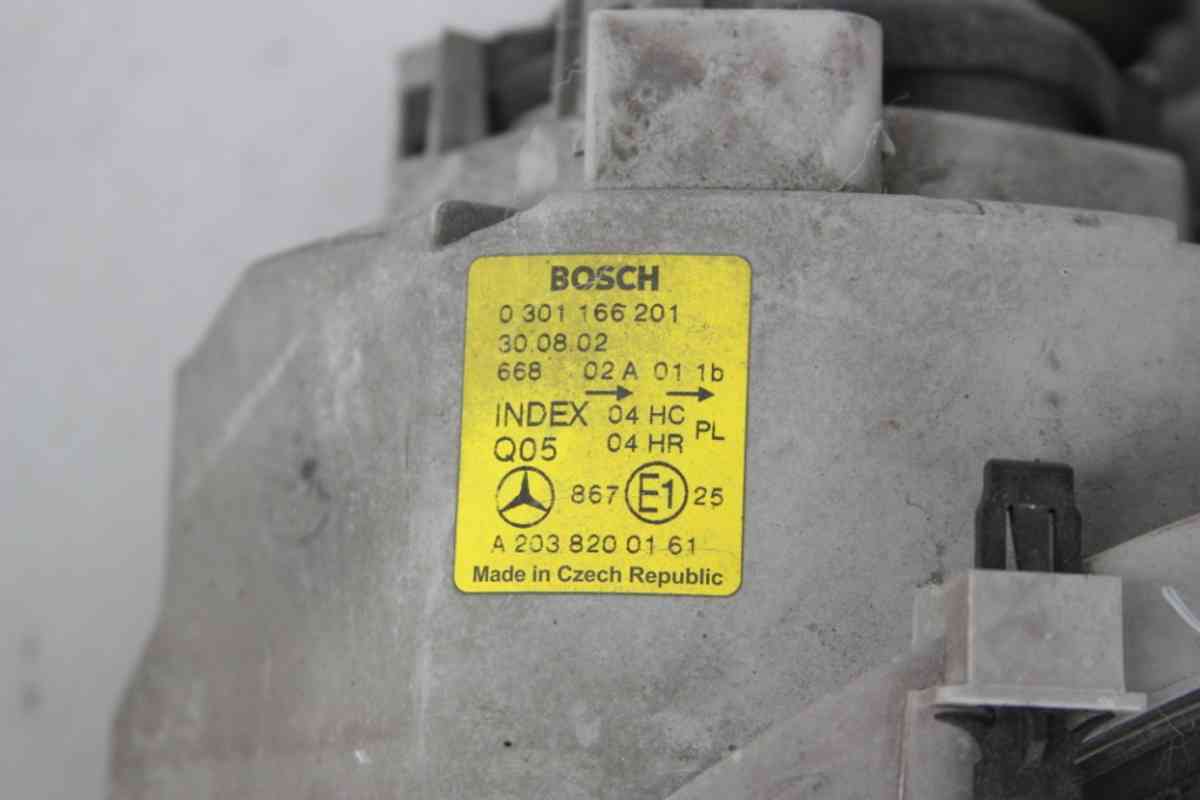 BOSCH
0 301 166 201
30.08.02
668 02 A 01 1b
INDEX 04 HC PL
Q05 04 HR
867 E1 25
A 203 820 01 61
Made in Czech Republic